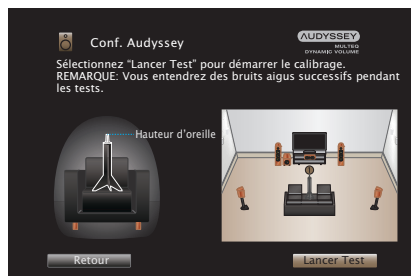 Conf. Audyssey
AUDYSSEY
MULTEQ
DYNAMIC VOLUME
Sélectionnez “Lancer Test” pour démarrer le calibrage.
REMARQUE: Vous entendrez des bruits aigus successifs pendant
les tests.
Hauteur d’oreille
Retour
Lancer Test